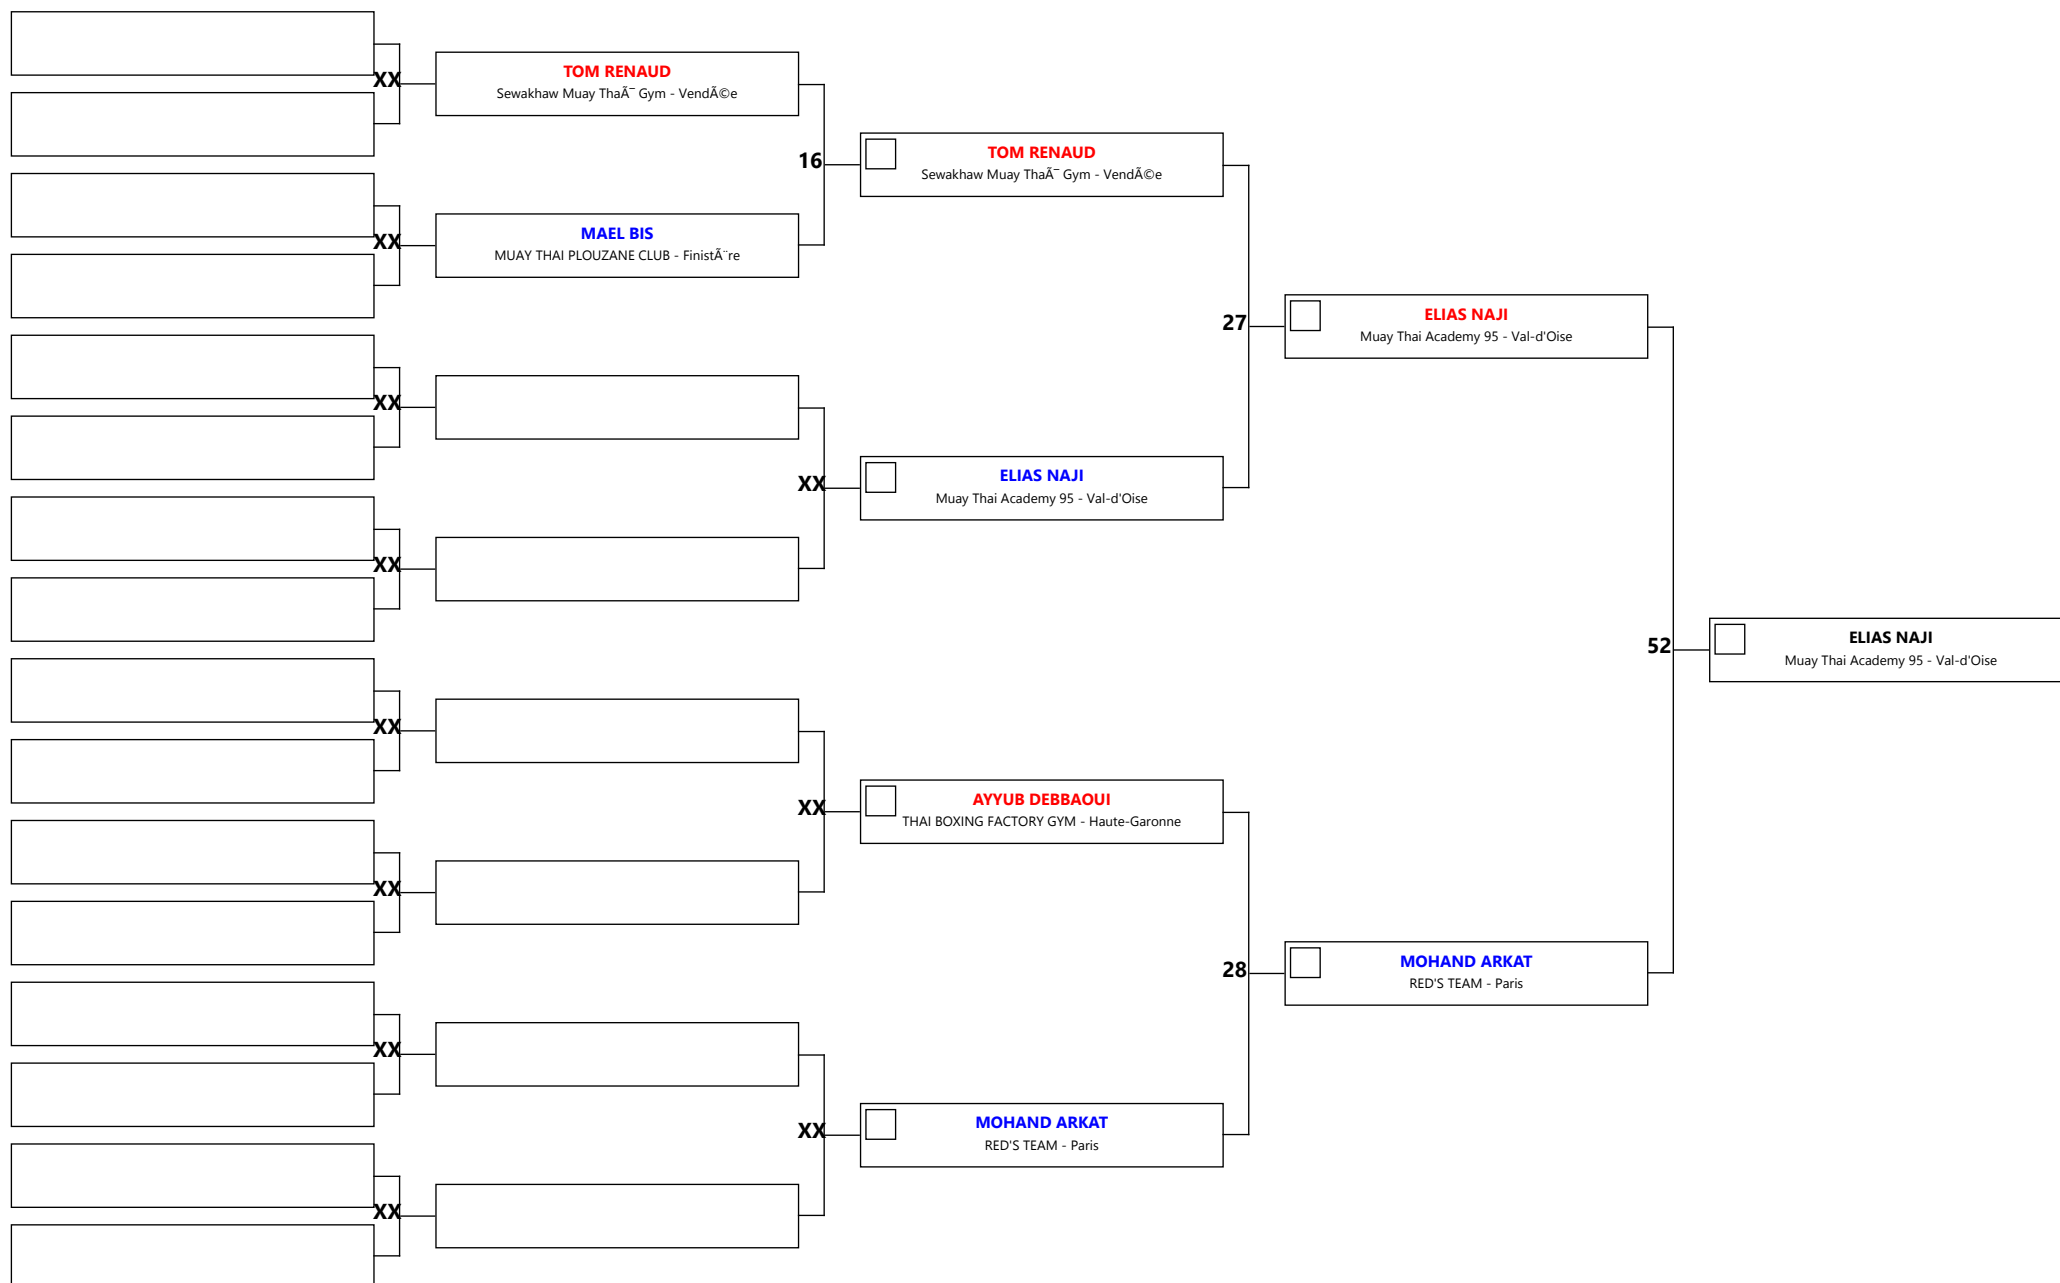 XX
TOM RENAUD
Sewakhaw Muay ThaÃ¯ Gym - VendÃ©e
16
TOM RENAUD
Sewakhaw Muay ThaÃ¯ Gym - VendÃ©e
XX
MAEL BIS
MUAY THAI PLOUZANE CLUB - FinistÃ¨re
27
ELIAS NAJI
Muay Thai Academy 95 - Val-d'Oise
XX
XX
ELIAS NAJI
Muay Thai Academy 95 - Val-d'Oise
XX
52
ELIAS NAJI
Muay Thai Academy 95 - Val-d'Oise
XX
XX
AYYUB DEBBAOUI
THAI BOXING FACTORY GYM - Haute-Garonne
XX
28
MOHAND ARKAT
RED'S TEAM - Paris
XX
XX
MOHAND ARKAT
RED'S TEAM - Paris
XX